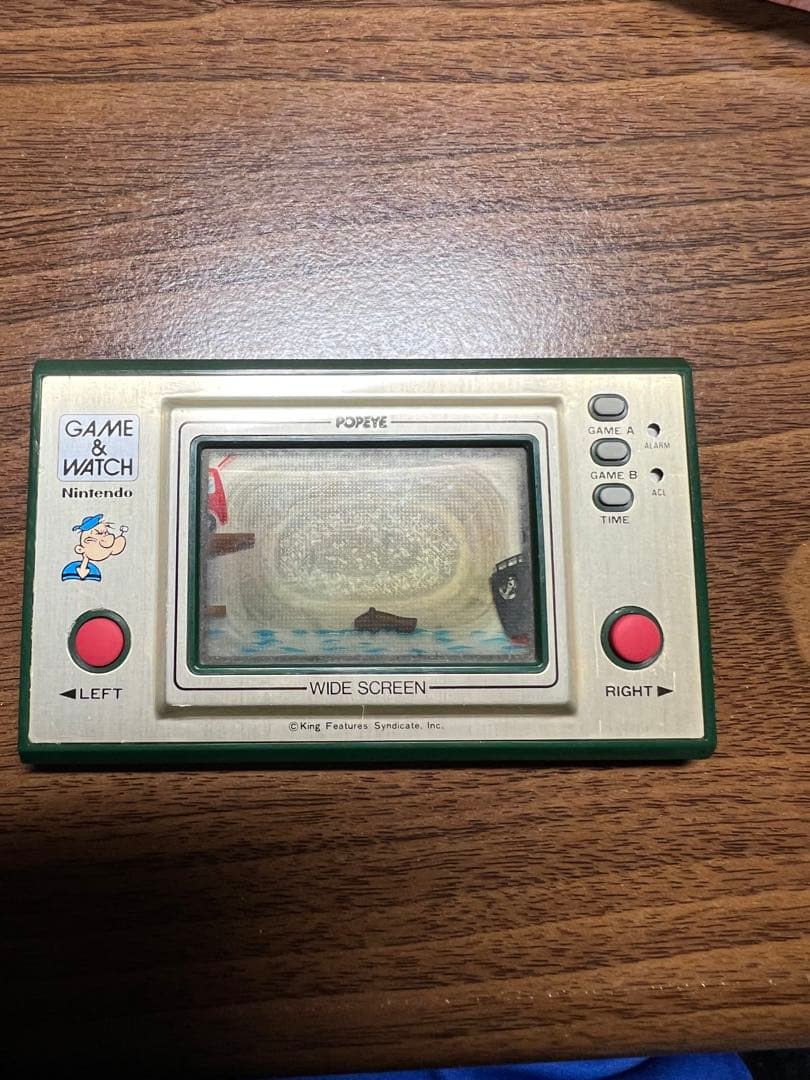 GAME
&
WATCH
Nintendo
POPEYE
GAME A
ALARM
GAME B
ACL
TIME
◀LEFT
RIGHT▶
WIDE SCREEN
©King Features Syndicate, Inc.